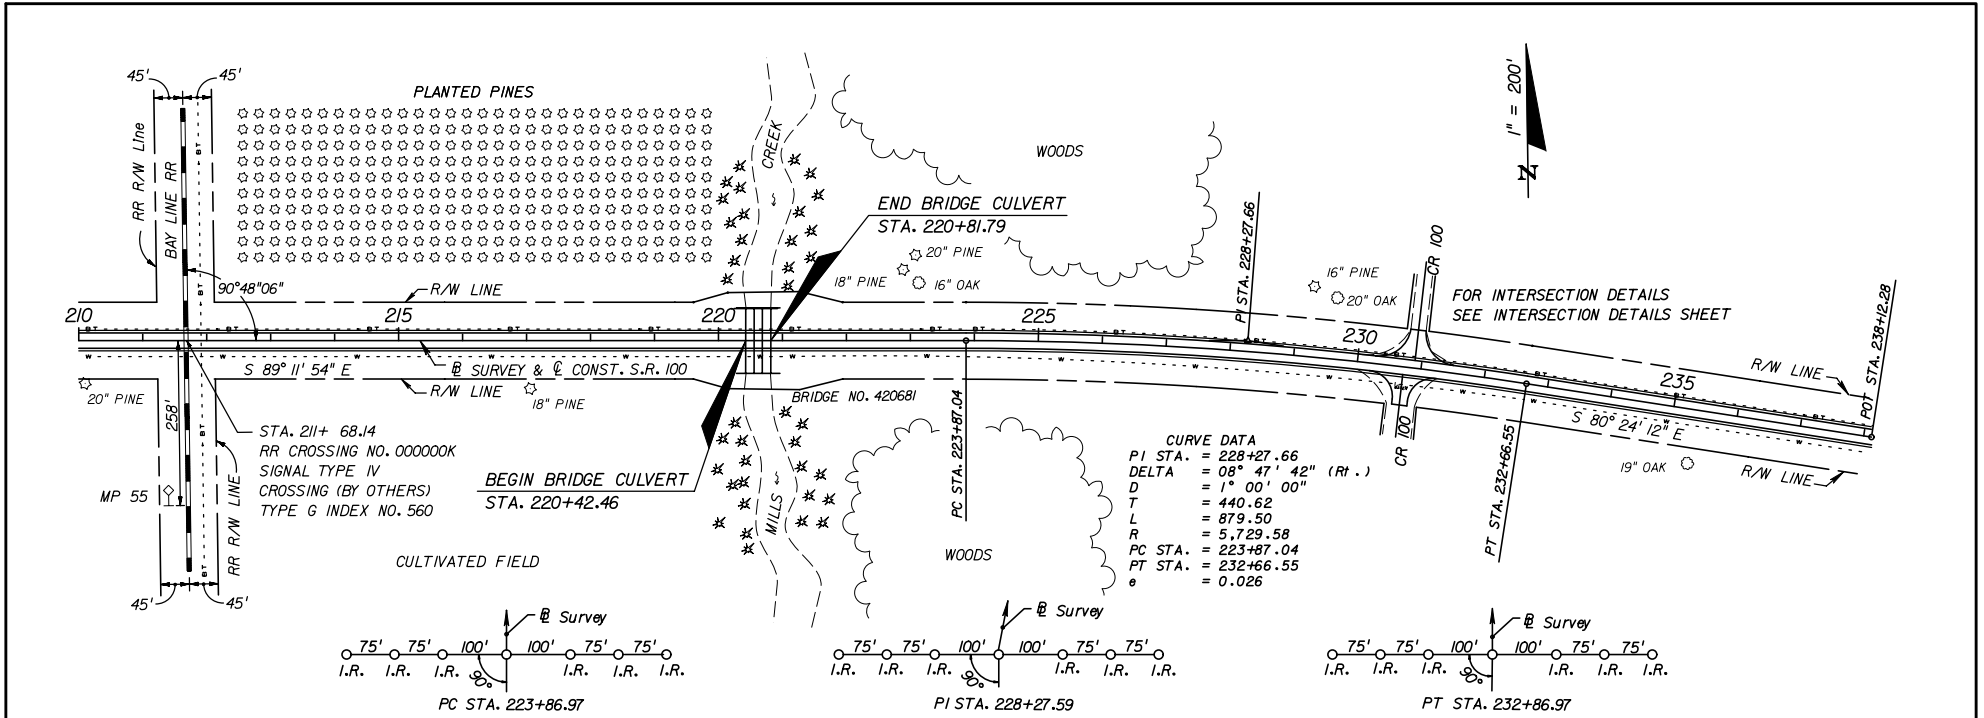 45'
45'
PLANTED PINES
RR R/W Line
BAY LINE RR
BT
CREEK
WOODS
1" = 200'
N
END BRIDGE CULVERT
STA. 220+81.79
20" PINE
18" PINE
16" OAK
PI STA. 228+27.66
CR 100
16" PINE
20" OAK
FOR INTERSECTION DETAILS
SEE INTERSECTION DETAILS SHEET
POT STA. 238+12.28
90°48'06"
R/W LINE
210
215
220
225
230
235
R/W LINE
S 89° 11' 54" E
B SURVEY & C CONST. S.R. 100
R/W LINE
20" PINE
18" PINE
258'
BRIDGE NO. 420681
S 80° 24' 12" E
CR 100
19" OAK
R/W LINE
STA. 211+ 68.14
RR CROSSING NO. 000000K
SIGNAL TYPE IV
CROSSING (BY OTHERS)
TYPE G INDEX NO. 560
MP 55
RR R/W LINE
BEGIN BRIDGE CULVERT
STA. 220+42.46
MILLS
PC STA. 223+87.04
PT STA. 232+66.55
CURVE DATA
PI STA. = 228+27.66
DELTA = 08° 47' 42" (Rt.)
D = 1° 00' 00"
T = 440.62
L = 879.50
R = 5,729.58
PC STA. = 223+87.04
PT STA. = 232+66.55
e = 0.026
CULTIVATED FIELD
WOODS
45'
45'
B Survey
75' 75' 100' 100' 75' 75'
I.R. I.R. I.R. I.R. I.R. I.R.
90°
PC STA. 223+86.97
B Survey
75' 75' 100' 100' 75' 75'
I.R. I.R. I.R. I.R. I.R. I.R.
90°
PI STA. 228+27.59
B Survey
75' 75' 100' 100' 75' 75'
I.R. I.R. I.R. I.R. I.R. I.R.
90°
PT STA. 232+86.97